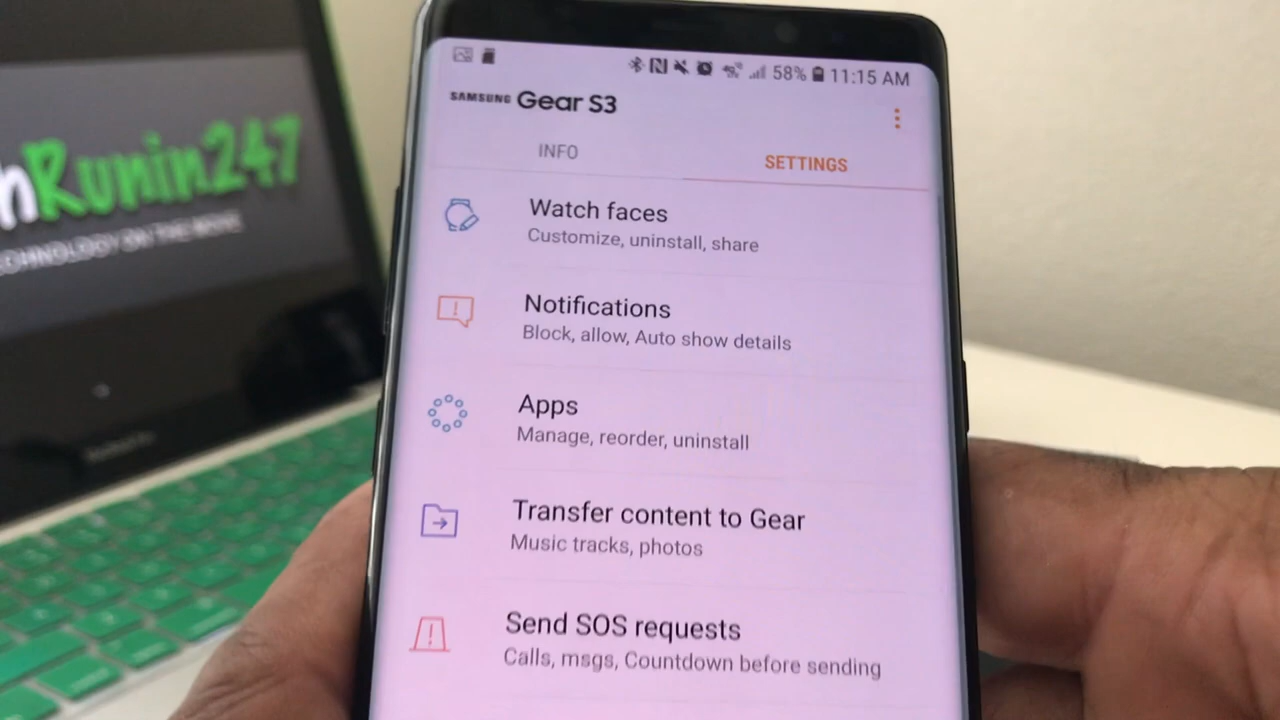 58% 11:15 AM
SAMSUNG Gear S3
INFO
SETTINGS
Watch faces
Customize, uninstall, share
Notifications
Block, allow, Auto show details
Apps
Manage, reorder, uninstall
Transfer content to Gear
Music tracks, photos
Send SOS requests
Calls, msgs, Countdown before sending
hRunin247
ECHNOLOGY ON THE MOVE